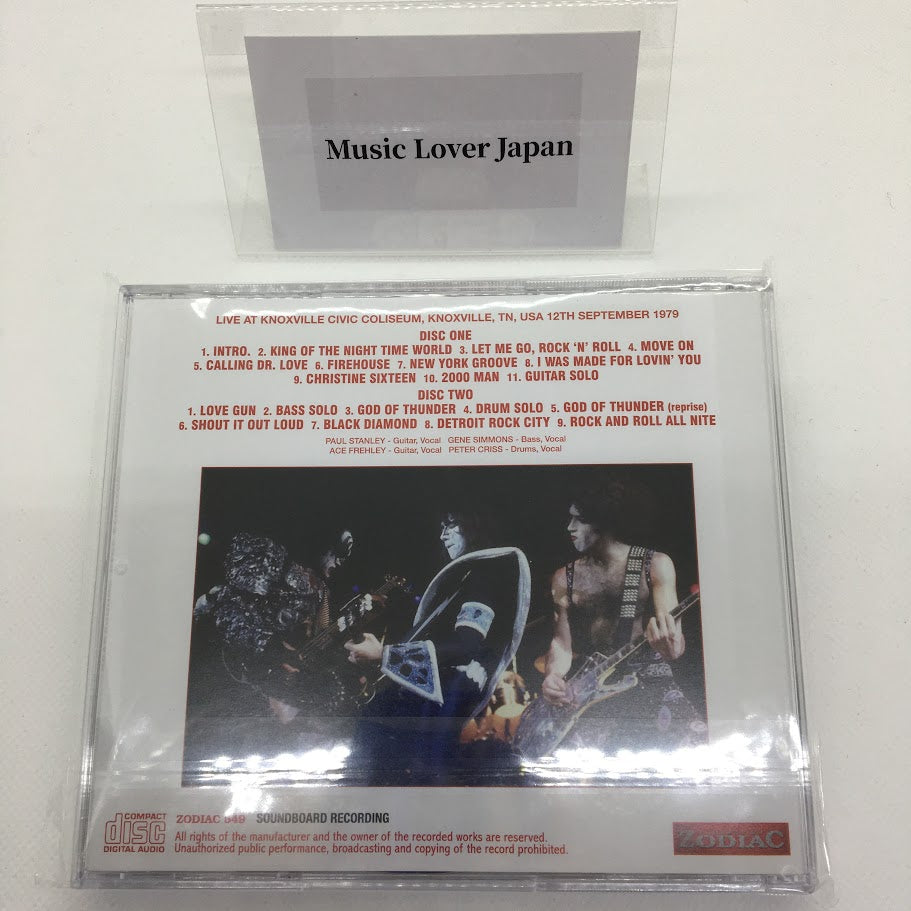 Music Lover Japan
LIVE AT KNOXVILLE CIVIC COLISEUM, KNOXVILLE, TN, USA 12TH SEPTEMBER 1979
DISC ONE
1. INTRO. 2. KING OF THE NIGHT TIME WORLD 3. LET ME GO, ROCK 'N' ROLL 4. MOVE ON
5. CALLING DR. LOVE 6. FIREHOUSE 7. NEW YORK GROOVE 8. I WAS MADE FOR LOVIN' YOU
9. CHRISTINE SIXTEEN 10. 2000 MAN 11. GUITAR SOLO
DISC TWO
1. LOVE GUN 2. BASS SOLO 3. GOD OF THUNDER 4. DRUM SOLO 5. GOD OF THUNDER (reprise)
6. SHOUT IT OUT LOUD 7. BLACK DIAMOND 8. DETROIT ROCK CITY 9. ROCK AND ROLL ALL NITE
PAUL STANLEY - Guitar, Vocal GENE SIMMONS - Bass, Vocal
ACE FREHLEY - Guitar, Vocal PETER CRISS - Drums, Vocal
COMPACT
disc
DIGITAL AUDIO
ZODIAC 549 SOUNDBOARD RECORDING
All rights of the manufacturer and the owner of the recorded works are reserved.
Unauthorized public performance, broadcasting and copying of the record prohibited.
ZODIAC